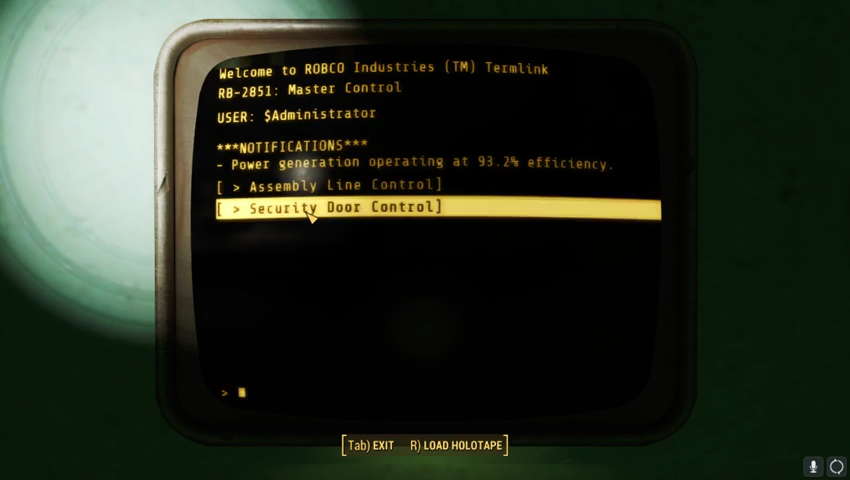 Welcome to ROBCO Industries (TM) Termlink
RB-2851: Master Control
USER: $Administrator
***NOTIFICATIONS***
- Power generation operating at 93.2% efficiency.
[ > Assembly Line Control]
[ > Security Door Control]
>
Tab) EXIT R) LOAD HOLOTAPE